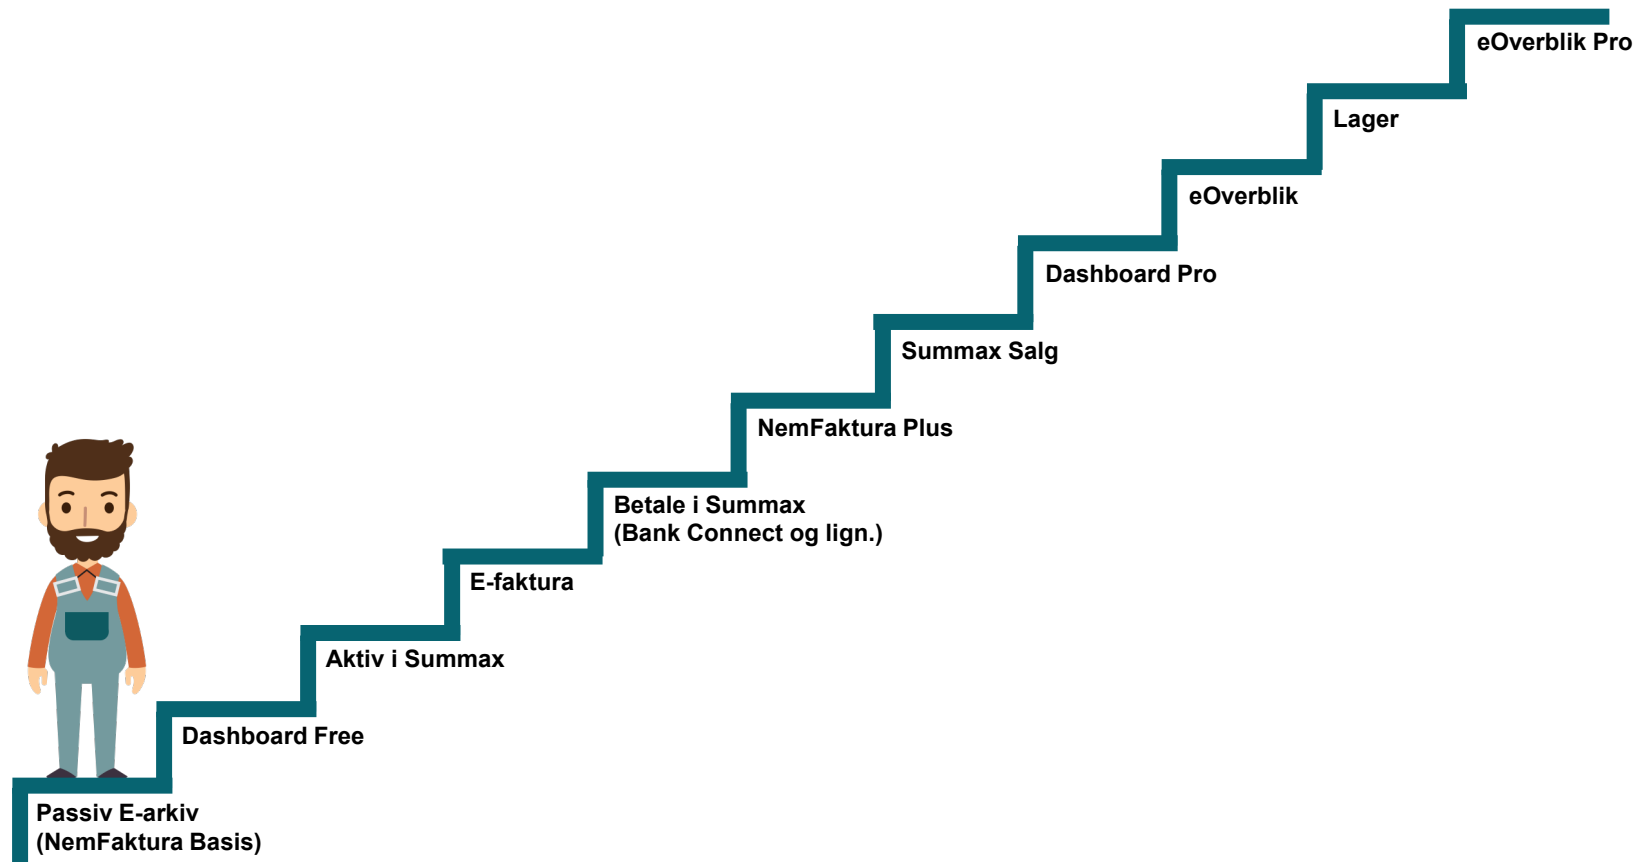 eOverblik Pro
Lager
eOverblik
Dashboard Pro
Summax Salg
NemFaktura Plus
Betale i Summax
(Bank Connect og lign.)
E-faktura
Aktiv i Summax
Dashboard Free
Passiv E-arkiv
(NemFaktura Basis)